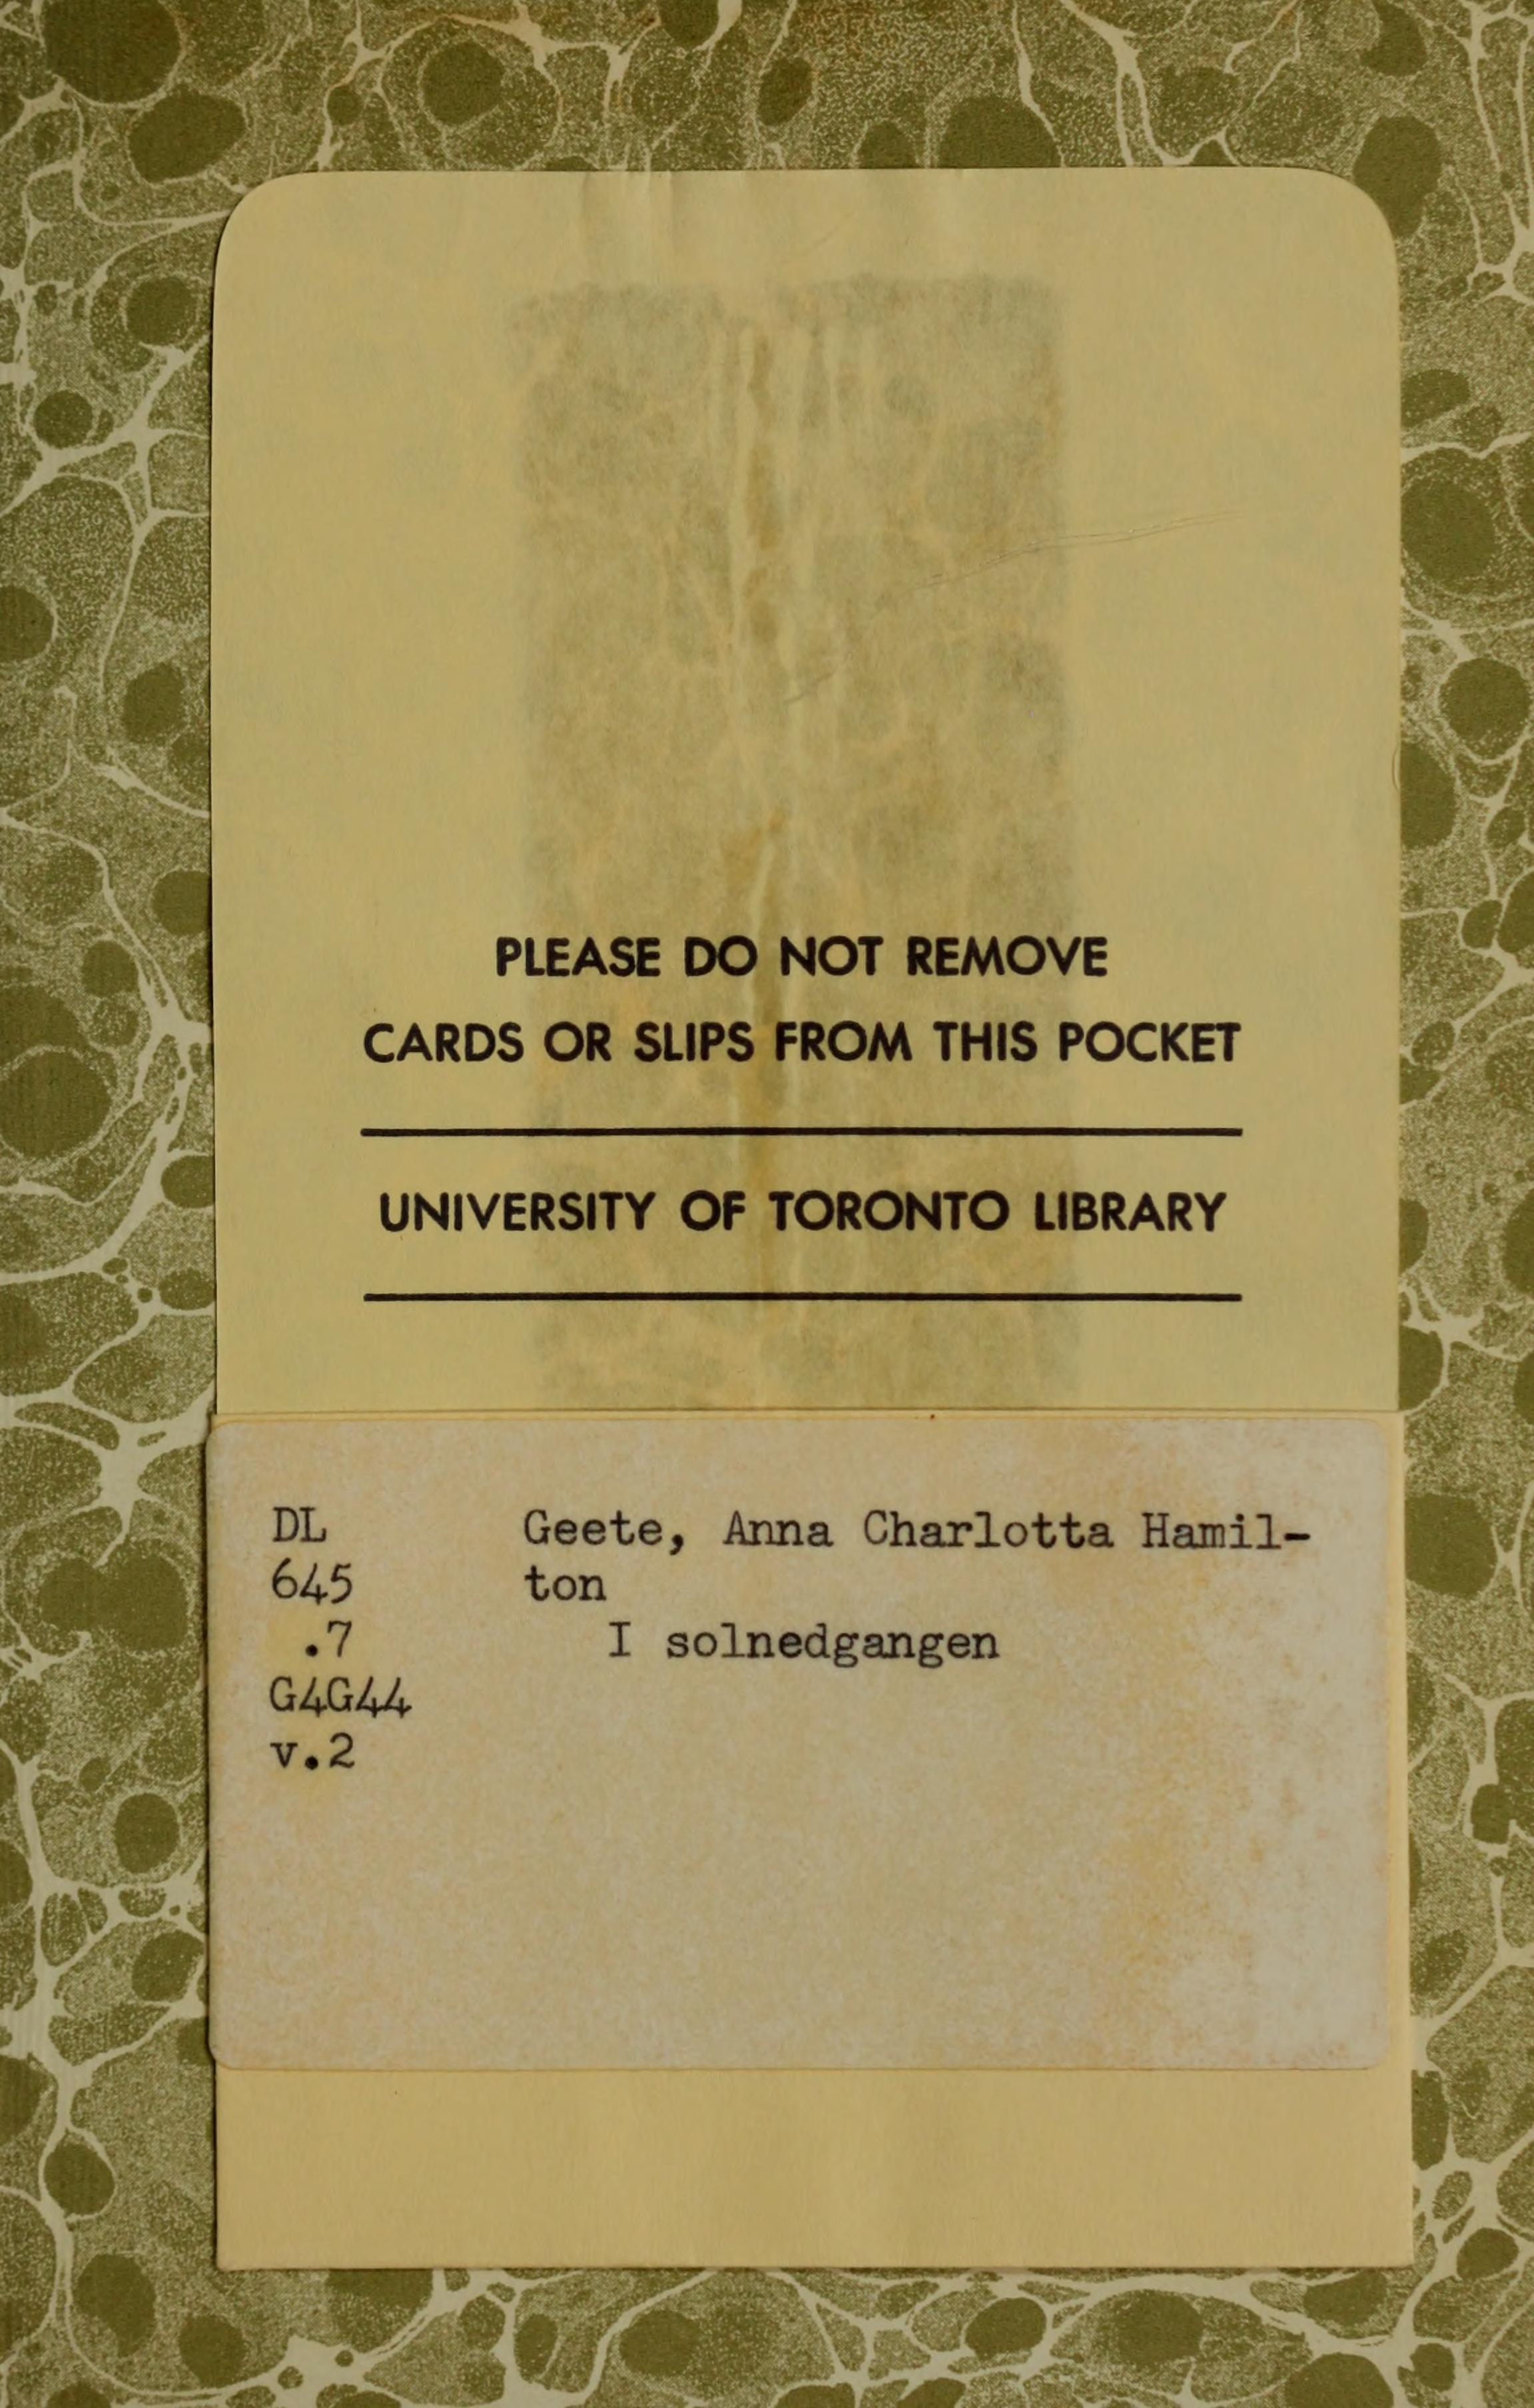 PLEASE DO NOT REMOVE
CARDS OR SLIPS FROM THIS POCKET
UNIVERSITY OF TORONTO LIBRARY
DL
645
.7
G4G44
v.2
Geete, Anna Charlotta Hamil-
ton
I solnedgangen